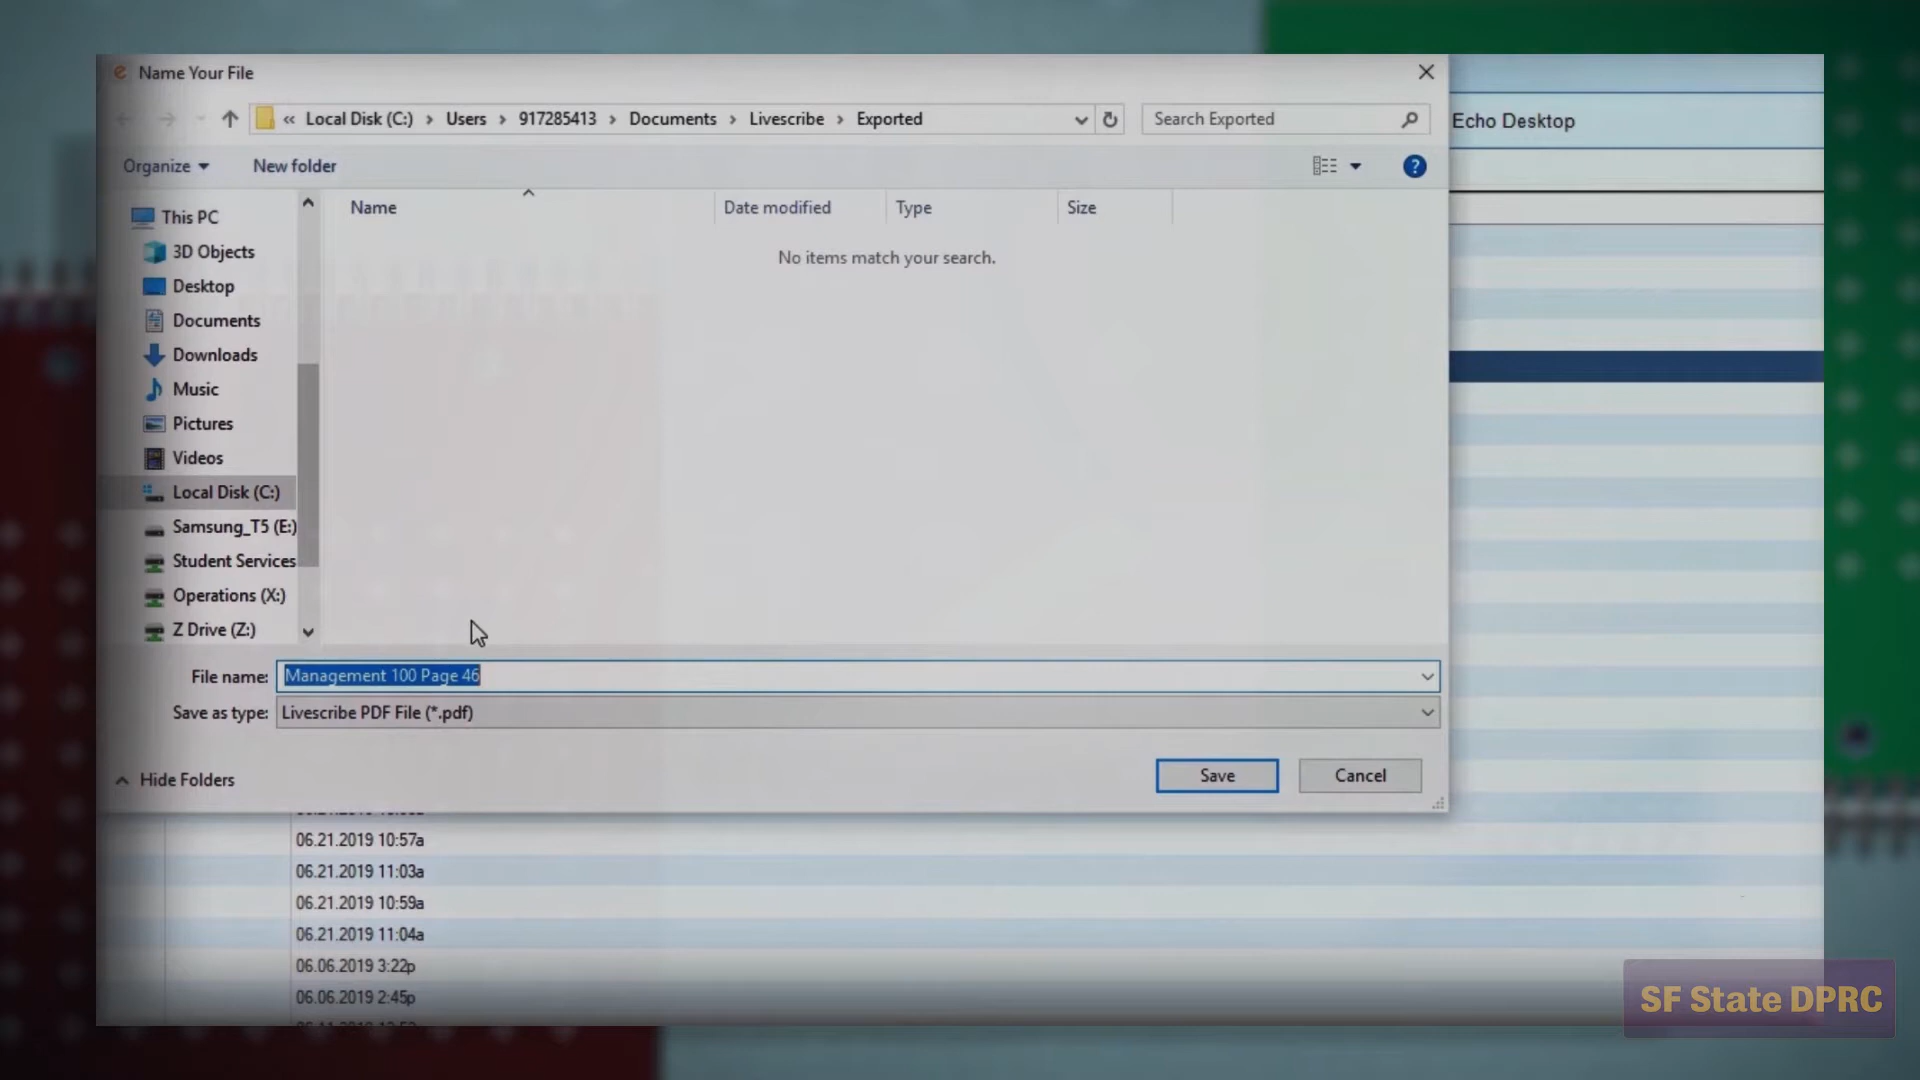 Name Your File
« Local Disk (C:) › Users › 917285413 › Documents › Livescribe › Exported
Search Exported
Echo Desktop
Organize
New folder
Name
Date modified
Type
Size
This PC
3D Objects
Desktop
Documents
Downloads
Music
Pictures
Videos
Local Disk (C:)
Samsung_T5 (E:)
Student Services
Operations (X:)
Z Drive (Z:)
No items match your search.
File name: Management 100 Page 46
Save as type: Livescribe PDF File (*.pdf)
Hide Folders
Save
Cancel
06.21.2019 10:57a
06.21.2019 11:03a
06.21.2019 10:59a
06.21.2019 11:04a
06.06.2019 3:22p
06.06.2019 2:45p
SF State DPRC